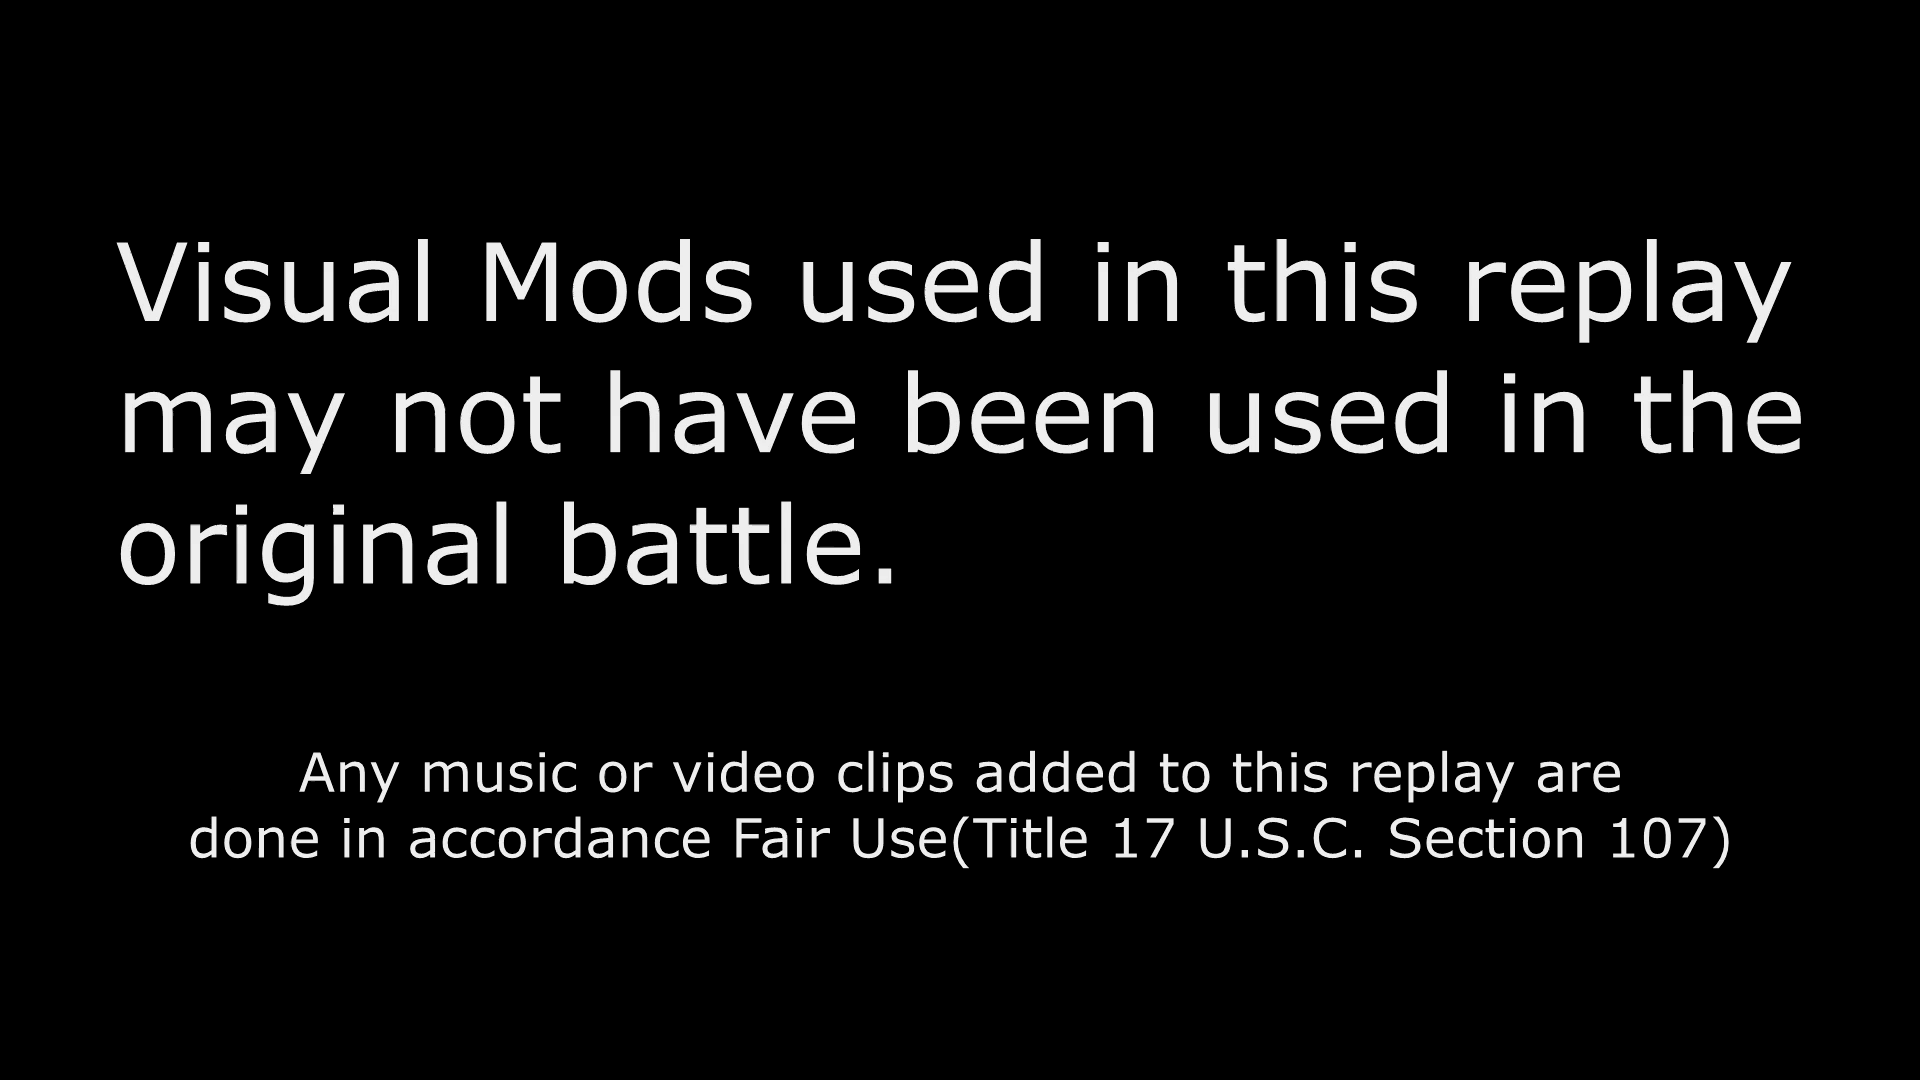 Visual Mods used in this replay
may not have been used in the
original battle.
Any music or video clips added to this replay are
done in accordance Fair Use(Title 17 U.S.C. Section 107)